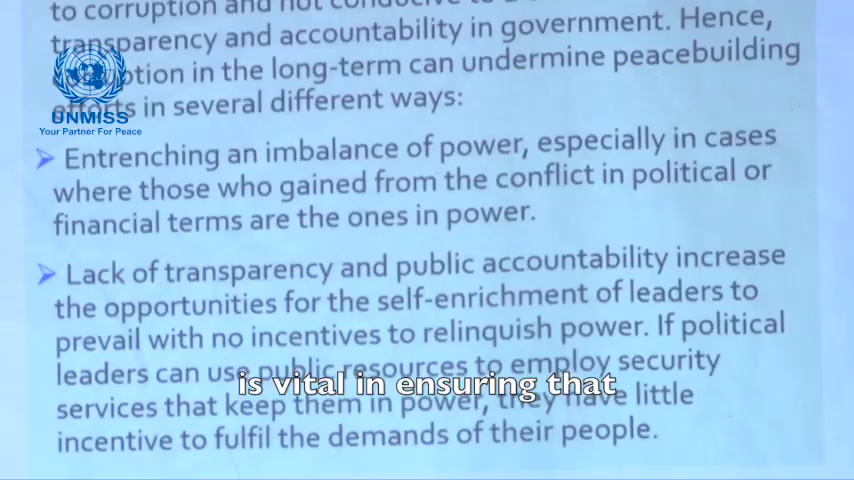 to corruption and not
transparency and accountability in government. Hence,
corruption in the long-term can undermine peacebuilding
efforts in several different ways:
UNMISS
Your Partner For Peace
Entrenching an imbalance of power, especially in cases
where those who gained from the conflict in political or
financial terms are the ones in power.
Lack of transparency and public accountability increase
the opportunities for the self-enrichment of leaders to
prevail with no incentives to relinquish power. If political
leaders can use public resources to employ security
is vital in ensuring that
services that keep them in power, they have little
incentive to fulfil the demands of their people.